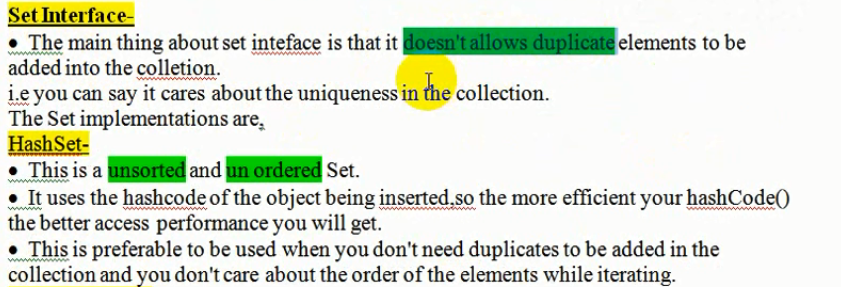 Set Interface-
• The main thing about set inteface is that it doesn't allows duplicate elements to be
added into the colletion.
i.e you can say it cares about the uniqueness in the collection.
The Set implementations are,
HashSet-
• This is a unsorted and un ordered Set.
• It uses the hashcode of the object being inserted,so the more efficient your hashCode()
the better access performance you will get.
• This is preferable to be used when you don't need duplicates to be added in the
collection and you don't care about the order of the elements while iterating.